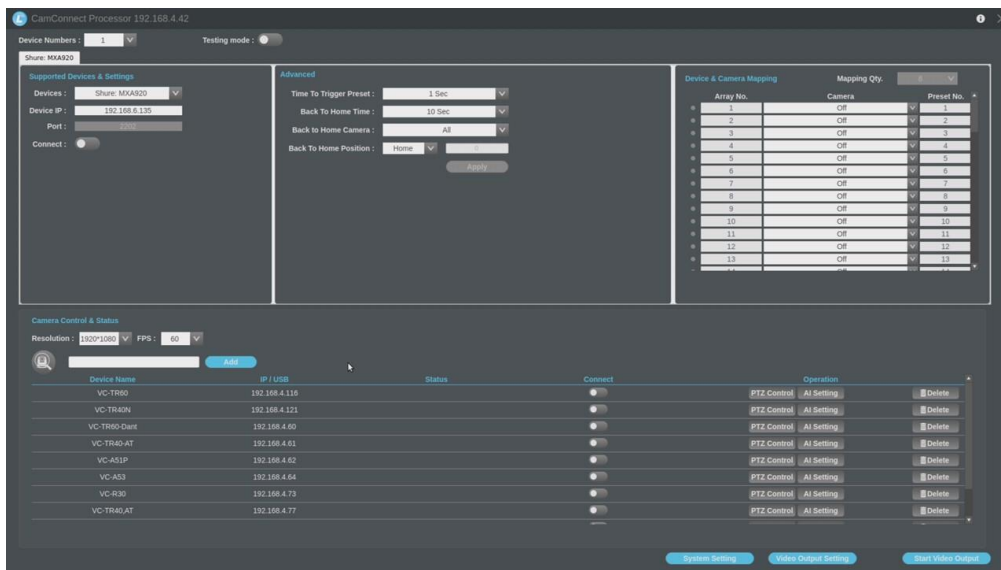 CamConnect Processor 192.168.4.42
Device Numbers : 1 Testing mode :
Shure: MXA920
Supported Devices & Settings
Devices : Shure: MXA920
Device IP : 192.168.6.135
Port : 2202
Connect :
Advanced
Time To Trigger Preset : 1 Sec
Back To Home Time : 10 Sec
Back to Home Camera : All
Back To Home Position : Home 0
Apply
Device & Camera Mapping Mapping Qty. 8
Array No. Camera Preset No.
1 Off 1
2 Off 2
3 Off 3
4 Off 4
5 Off 5
6 Off 6
7 Off 7
8 Off 8
9 Off 9
10 Off 10
11 Off 11
12 Off 12
13 Off 13
Camera Control & Status
Resolution : 1920*1080 FPS : 60
Add
Device Name IP / USB Status Connect Operation
VC-TR60 192.168.4.116 PTZ Control AI Setting Delete
VC-TR40N 192.168.4.121 PTZ Control AI Setting Delete
VC-TR60-Dant 192.168.4.60 PTZ Control AI Setting Delete
VC-TR40-AT 192.168.4.61 PTZ Control AI Setting Delete
VC-A51P 192.168.4.62 PTZ Control AI Setting Delete
VC-A53 192.168.4.64 PTZ Control AI Setting Delete
VC-R30 192.168.4.73 PTZ Control AI Setting Delete
VC-TR40,AT 192.168.4.77 PTZ Control AI Setting Delete
System Setting Video Output Setting Start Video Output